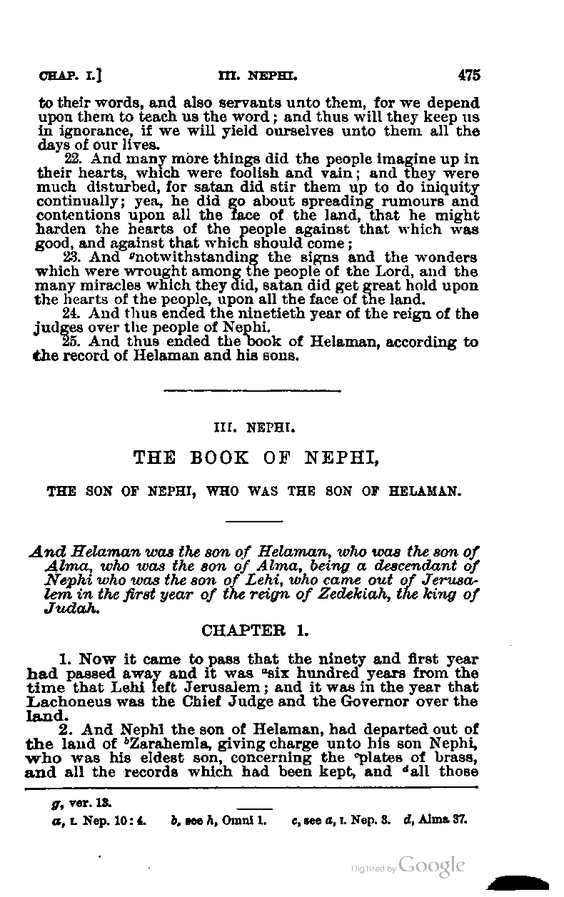 CHAP. I.] III. NEPHI. 475
to their words, and also servants unto them, for we depend
upon them to teach us the word; and thus will they keep us
in ignorance, if we will yield ourselves unto them all the
days of our lives.
22. And many more things did the people imagine up in
their hearts, which were foolish and vain; and they were
much disturbed, for satan did stir them up to do iniquity
continually; yea, he did go about spreading rumours and
contentions upon all the face of the land, that he might
harden the hearts of the people against that which was
good, and against that which should come;
23. And gnotwithstanding the signs and the wonders
which were wrought among the people of the Lord, and the
many miracles which they did, satan did get great hold upon
the hearts of the people, upon all the face of the land.
24. And thus ended the ninetieth year of the reign of the
judges over the people of Nephi.
25. And thus ended the book of Helaman, according to
the record of Helaman and his sons.
III. NEPHI.
THE BOOK OF NEPHI,
THE SON OF NEPHI, WHO WAS THE SON OF HELAMAN.
And Helaman was the son of Helaman, who was the son of
Alma, who was the son of Alma, being a descendant of
Nephi who was the son of Lehi, who came out of Jerusa-
lem in the first year of the reign of Zedekiah, the king of
Judah.
CHAPTER 1.
1. Now it came to pass that the ninety and first year
had passed away and it was asix hundred years from the
time that Lehi left Jerusalem; and it was in the year that
Lachoneus was the Chief Judge and the Governor over the
land.
2. And Nephi the son of Helaman, had departed out of
the land of bZarahemla, giving charge unto his son Nephi,
who was his eldest son, concerning the cplates of brass,
and all the records which had been kept, and dall those
g, ver. 13.
a, I. Nep. 10:4. b, see h, Omni 1. c, see a, I. Nep. 3. d, Alma 37.
Digitized by Google